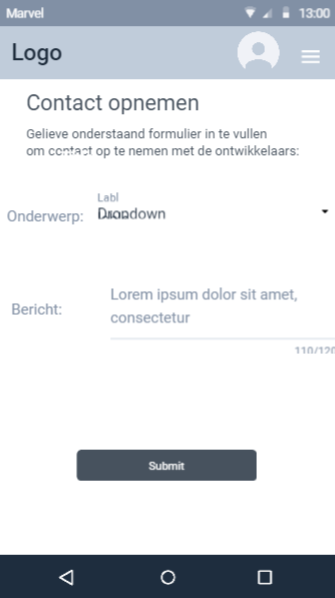 Marvel 13:00
Logo
Contact opnemen
Gelieve onderstaand formulier in te vullen
om contact op te nemen met de ontwikkelaars:
Labl
Onderwerp: Dropdown
Bericht: Lorem ipsum dolor sit amet,
consectetur
110/120
Submit